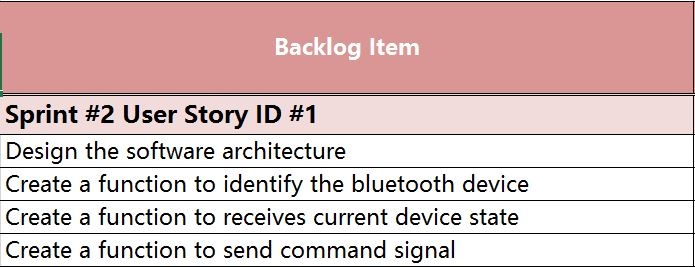 Backlog Item
Sprint #2 User Story ID #1
Design the software architecture
Create a function to identify the bluetooth device
Create a function to receives current device state
Create a function to send command signal